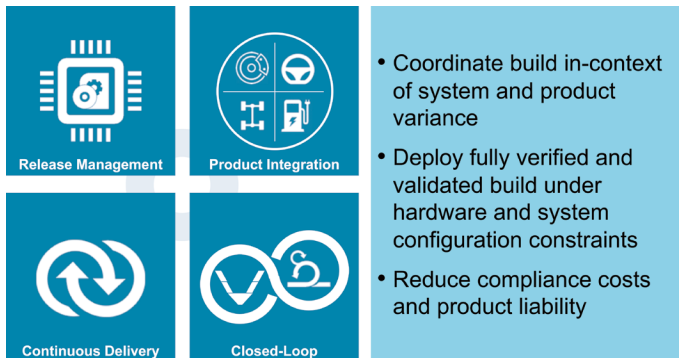 Release Management
Product Integration
Continuous Delivery
Closed-Loop
• Coordinate build in-context
of system and product
variance
• Deploy fully verified and
validated build under
hardware and system
configuration constraints
• Reduce compliance costs
and product liability